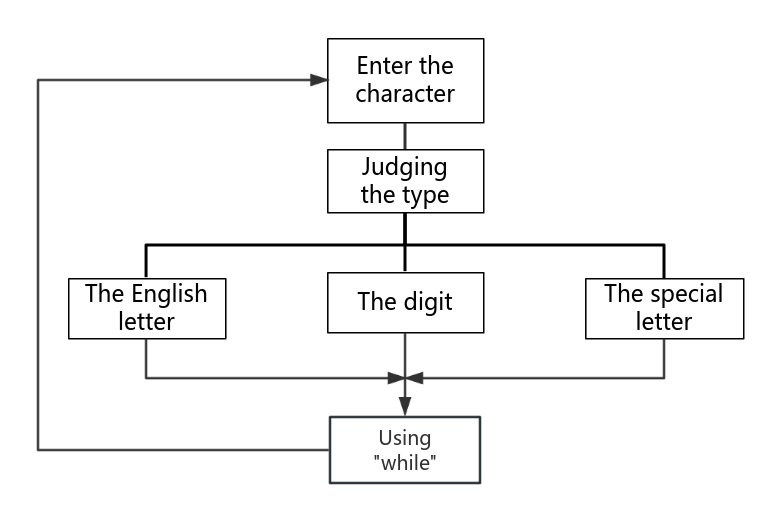 Enter the
character
Judging
the type
The English
letter
The digit
The special
letter
Using
"while"